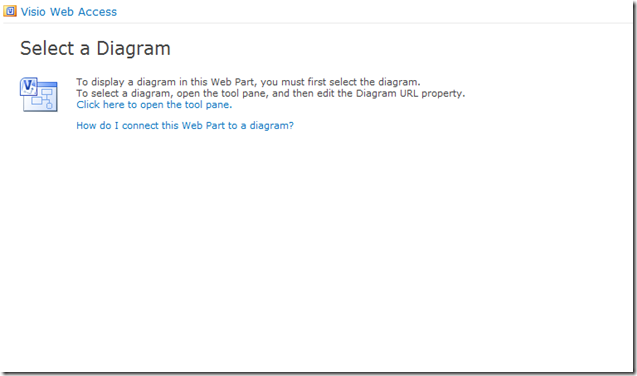 Visio Web Access
Select a Diagram
To display a diagram in this Web Part, you must first select the diagram.
To select a diagram, open the tool pane, and then edit the Diagram URL property.
Click here to open the tool pane.
How do I connect this Web Part to a diagram?